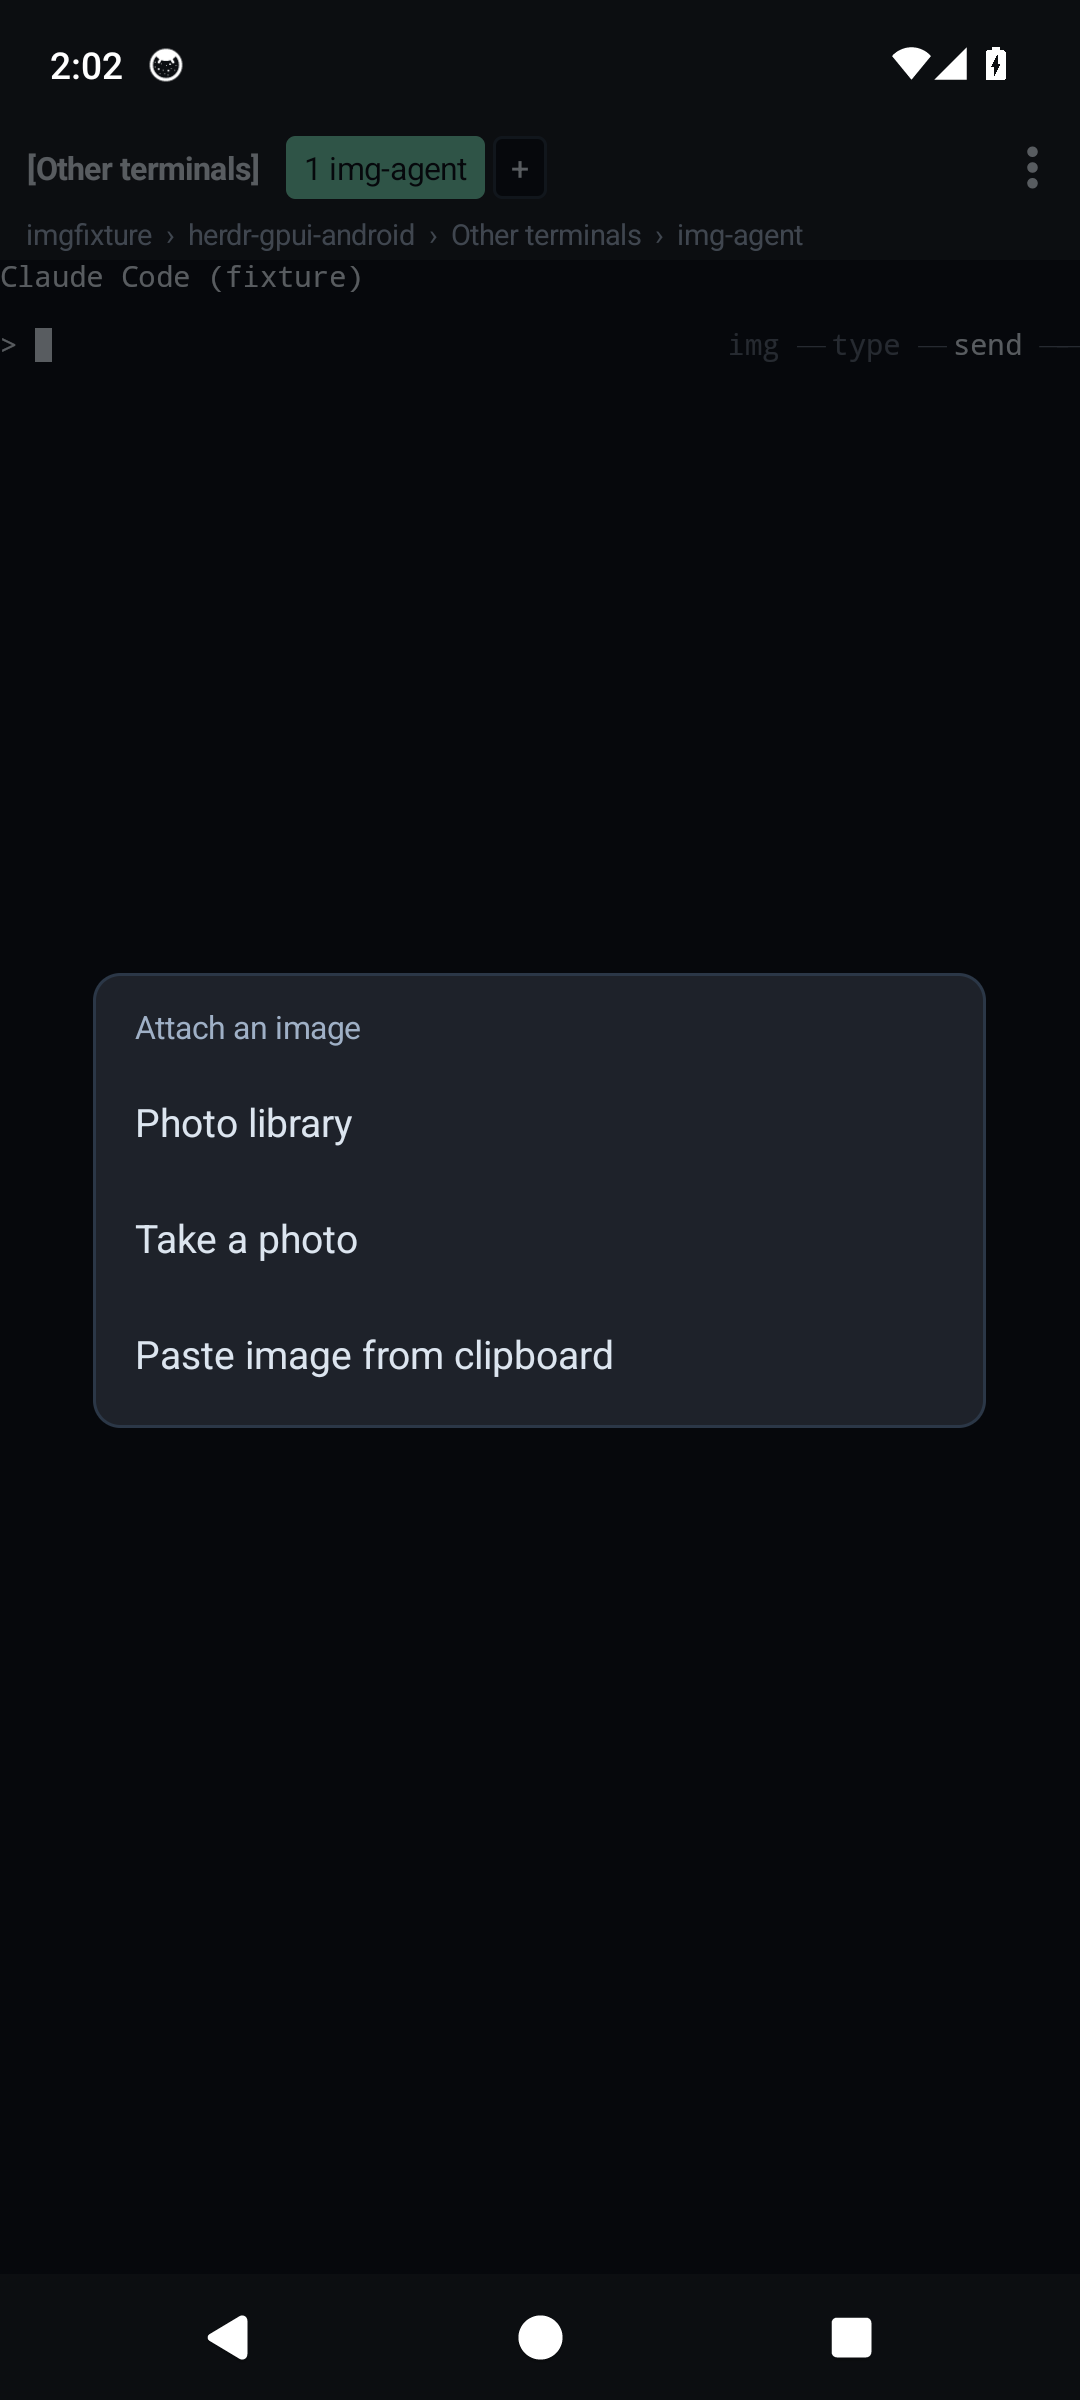 2:02
[Other terminals] 1 img-agent +
imgfixture › herdr-gpui-android › Other terminals › img-agent
Claude Code (fixture)
> img — type — send —
Attach an image
Photo library
Take a photo
Paste image from clipboard